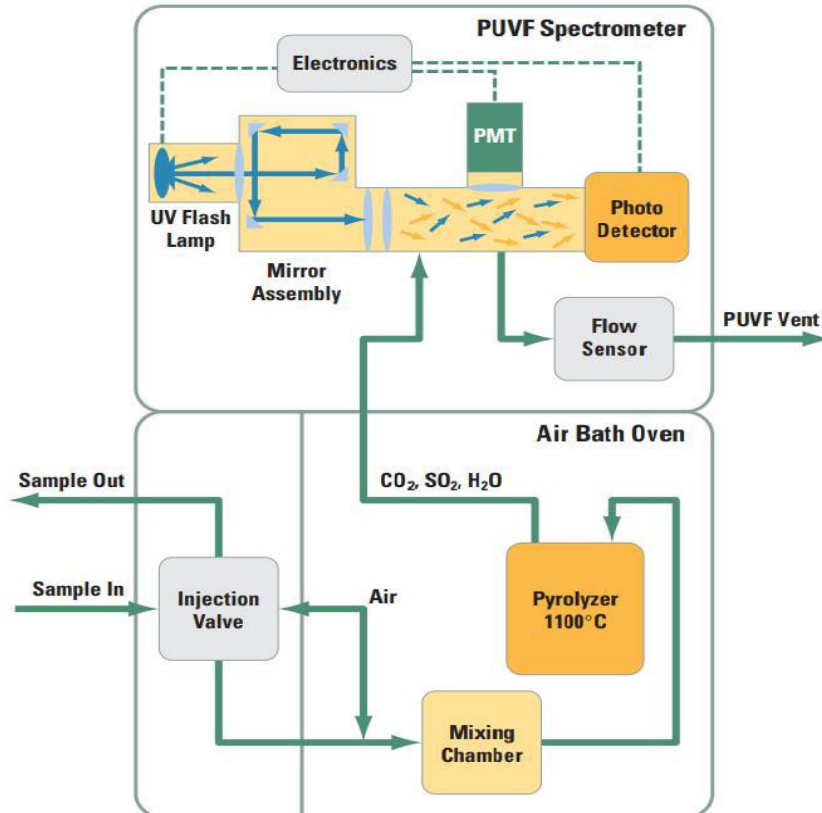 PUVF Spectrometer
Electronics
PMT
UV Flash
Lamp
Mirror
Assembly
Photo
Detector
Flow
Sensor
PUVF Vent
Air Bath Oven
Sample Out
CO₂, SO₂, H₂O
Sample In
Injection
Valve
Air
Pyrolyzer
1100°C
Mixing
Chamber